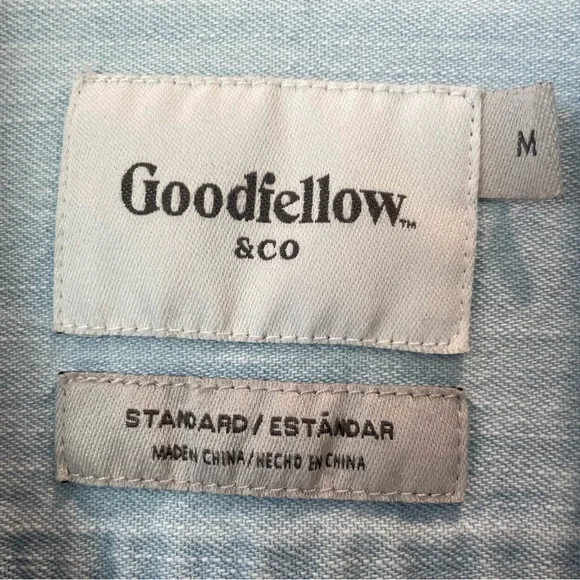 Goodfellow™
& CO
M
STANDARD / ESTÁNDAR
MADE IN CHINA / HECHO EN CHINA